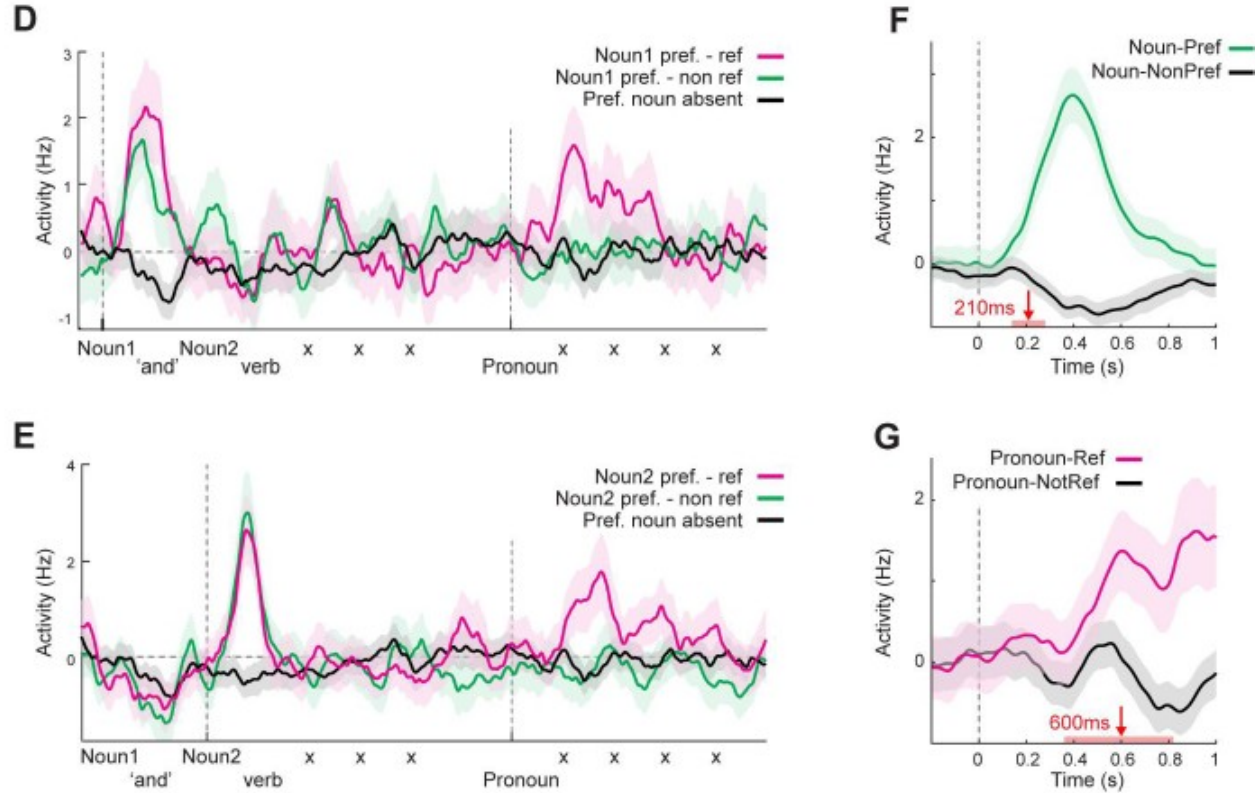 D
3
2
1
0
-1
Activity (Hz)
Noun1 pref. - ref
Noun1 pref. - non ref
Pref. noun absent
Noun1 Noun2 x x x x x x x
'and' verb Pronoun
F
2
0
Activity (Hz)
Noun-Pref
Noun-NonPref
210ms
0 0.2 0.4 0.6 0.8 1
Time (s)
E
4
2
0
Activity (Hz)
Noun2 pref. - ref
Noun2 pref. - non ref
Pref. noun absent
Noun1 Noun2 x x x x x x x
'and' verb Pronoun
G
2
0
Activity (Hz)
Pronoun-Ref
Pronoun-NotRef
600ms
0 0.2 0.4 0.6 0.8 1
Time (s)